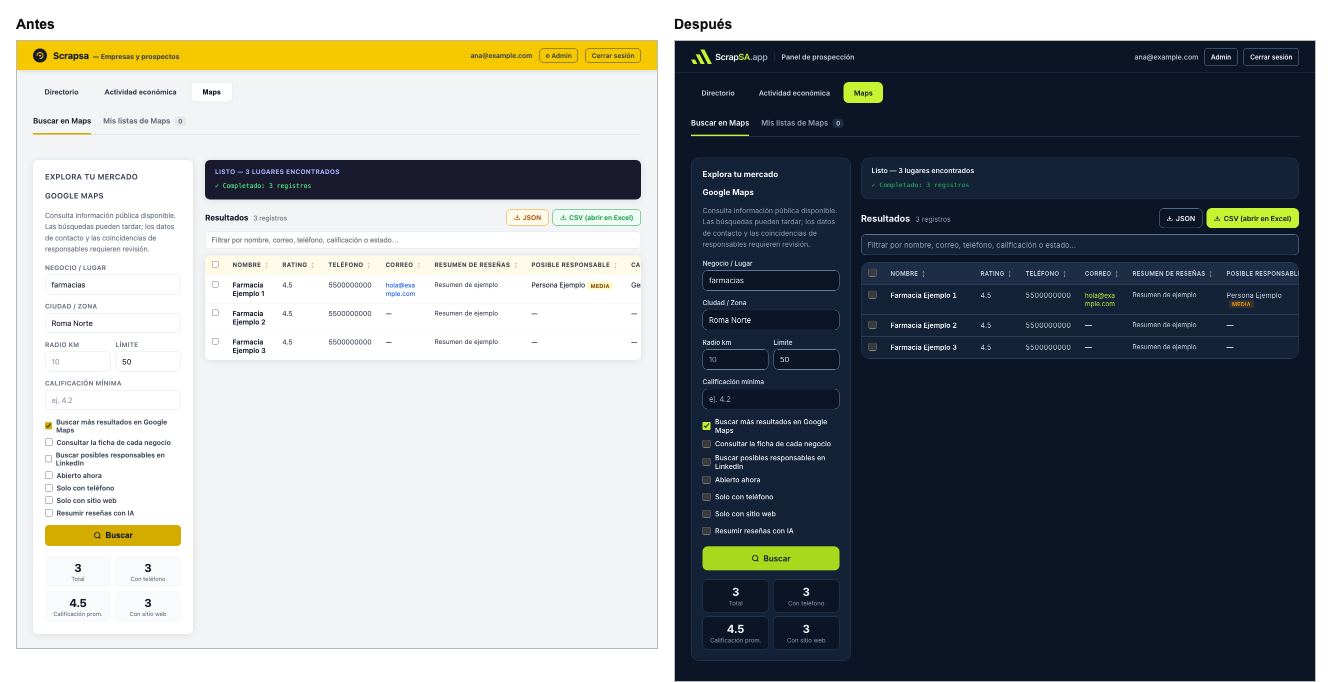 Antes
Scrapsa — Empresas y prospectos
ana@example.com
Admin
Cerrar sesión
Directorio
Actividad económica
Maps
Buscar en Maps
Mis listas de Maps 0
EXPLORA TU MERCADO
GOOGLE MAPS
Consulta información pública disponible.
Las búsquedas pueden tardar; los datos
de contacto y las coincidencias de
responsables requieren revisión.
NEGOCIO / LUGAR
farmacias
CIUDAD / ZONA
Roma Norte
RADIO KM
LÍMITE
10
50
CALIFICACIÓN MÍNIMA
ej. 4.2
Buscar más resultados en Google
Maps
Consultar la ficha de cada negocio
Buscar posibles responsables en
LinkedIn
Abierto ahora
Solo con teléfono
Solo con sitio web
Resumir reseñas con IA
Buscar
3
Total
3
Con teléfono
4.5
Calificación prom.
3
Con sitio web
LISTO — 3 LUGARES ENCONTRADOS
✓ Completado: 3 registros
Resultados 3 registros
JSON
CSV (abrir en Excel)
Filtrar por nombre, correo, teléfono, calificación o estado...
NOMBRE RATING TELÉFONO CORREO RESUMEN DE RESEÑAS POSIBLE RESPONSABLE CA
Farmacia
Ejemplo 1
4.5
5500000000
hola@exa
mple.com
Resumen de ejemplo
Persona Ejemplo MEDIA
Ge
Farmacia
Ejemplo 2
4.5
5500000000
—
Resumen de ejemplo
—
Farmacia
Ejemplo 3
4.5
5500000000
—
Resumen de ejemplo
—
Después
ScrapSA.app
Panel de prospección
ana@example.com
Admin
Cerrar sesión
Directorio
Actividad económica
Maps
Buscar en Maps
Mis listas de Maps 0
Explora tu mercado
Google Maps
Consulta información pública disponible.
Las búsquedas pueden tardar; los datos
de contacto y las coincidencias de
responsables requieren revisión.
Negocio / Lugar
farmacias
Ciudad / Zona
Roma Norte
Radio km
Límite
10
50
Calificación mínima
ej. 4.2
Buscar más resultados en Google
Maps
Consultar la ficha de cada negocio
Buscar posibles responsables en
LinkedIn
Abierto ahora
Solo con teléfono
Solo con sitio web
Resumir reseñas con IA
Buscar
3
Total
3
Con teléfono
4.5
Calificación prom.
3
Con sitio web
Listo — 3 lugares encontrados
✓ Completado: 3 registros
Resultados 3 registros
JSON
CSV (abrir en Excel)
Filtrar por nombre, correo, teléfono, calificación o estado...
NOMBRE RATING TELÉFONO CORREO RESUMEN DE RESEÑAS POSIBLE RESPONSABL
Farmacia Ejemplo 1
4.5
5500000000
hola@exa
mple.com
Resumen de ejemplo
Persona Ejemplo
MEDIA
Farmacia Ejemplo 2
4.5
5500000000
—
Resumen de ejemplo
—
Farmacia Ejemplo 3
4.5
5500000000
—
Resumen de ejemplo
—